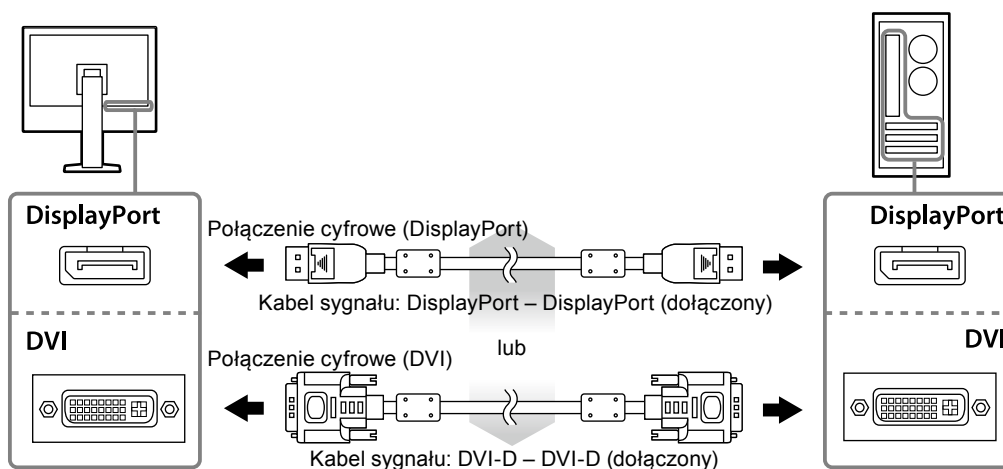 DisplayPort
Połączenie cyfrowe (DisplayPort)
DisplayPort
Kabel sygnału: DisplayPort – DisplayPort (dołączony)
lub
DVI
DVI
Połączenie cyfrowe (DVI)
Kabel sygnału: DVI-D – DVI-D (dołączony)